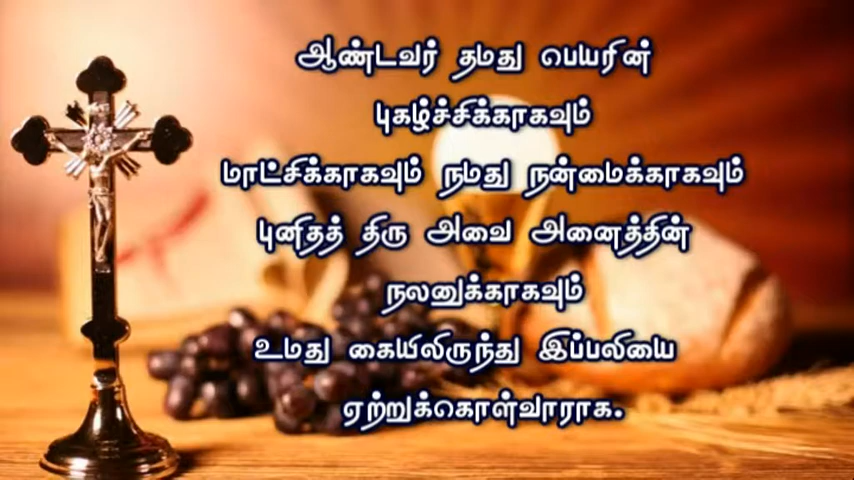 ஆண்டவர் தமது பெயரின்
புகழ்ச்சிக்காகவும்
மாட்சிக்காகவும் நமது நன்மைக்காகவும்
புனிதத் திரு அவை அனைத்தின்
நலனுக்காகவும்
உமது கையிலிருந்து இப்பலியை
ஏற்றுக்கொள்வாராக.